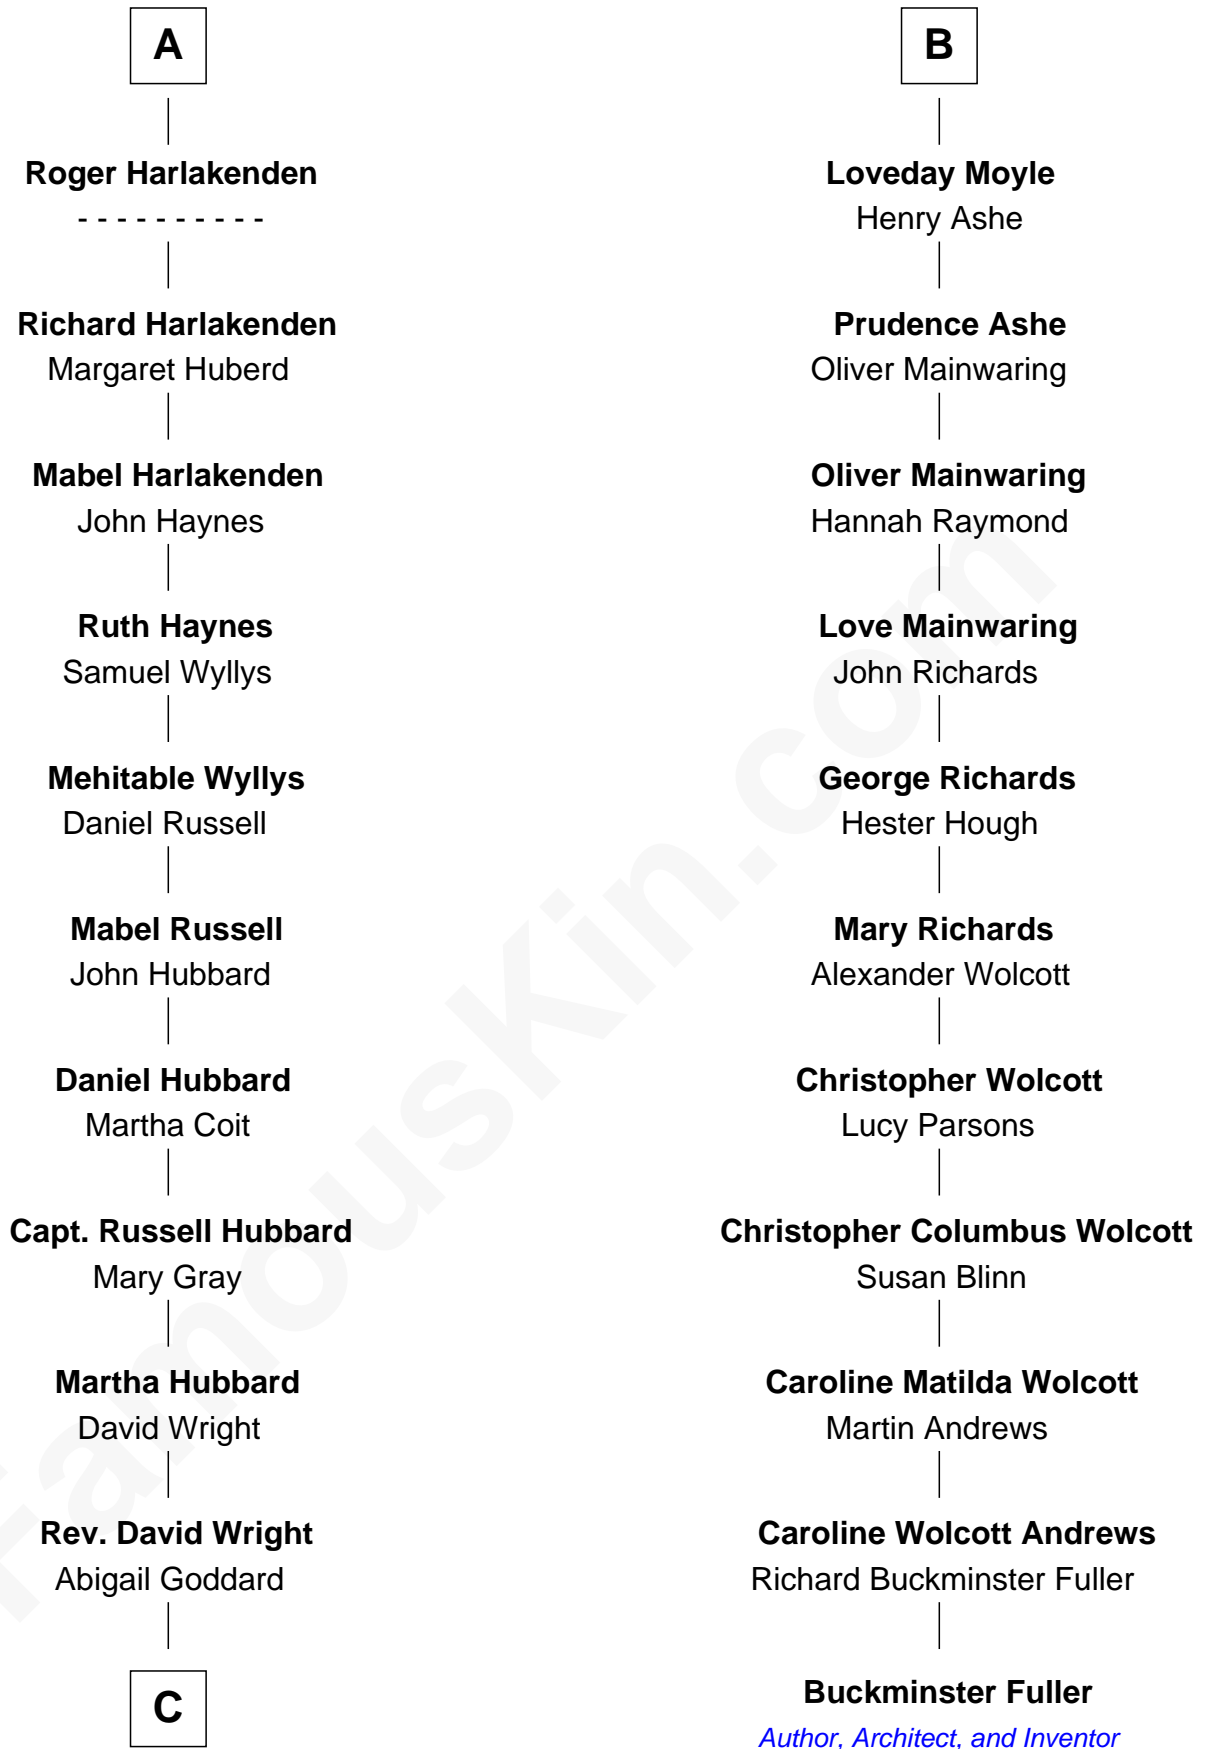 A
Roger Harlakenden
- - - - - - - - - -
Richard Harlakenden
Margaret Huberd
Mabel Harlakenden
John Haynes
Ruth Haynes
Samuel Wyllys
Mehitable Wyllys
Daniel Russell
Mabel Russell
John Hubbard
Daniel Hubbard
Martha Coit
Capt. Russell Hubbard
Mary Gray
Martha Hubbard
David Wright
Rev. David Wright
Abigail Goddard
C
B
Loveday Moyle
Henry Ashe
Prudence Ashe
Oliver Mainwaring
Oliver Mainwaring
Hannah Raymond
Love Mainwaring
John Richards
George Richards
Hester Hough
Mary Richards
Alexander Wolcott
Christopher Wolcott
Lucy Parsons
Christopher Columbus Wolcott
Susan Blinn
Caroline Matilda Wolcott
Martin Andrews
Caroline Wolcott Andrews
Richard Buckminster Fuller
Buckminster Fuller
Author, Architect, and Inventor
FamousKin.com